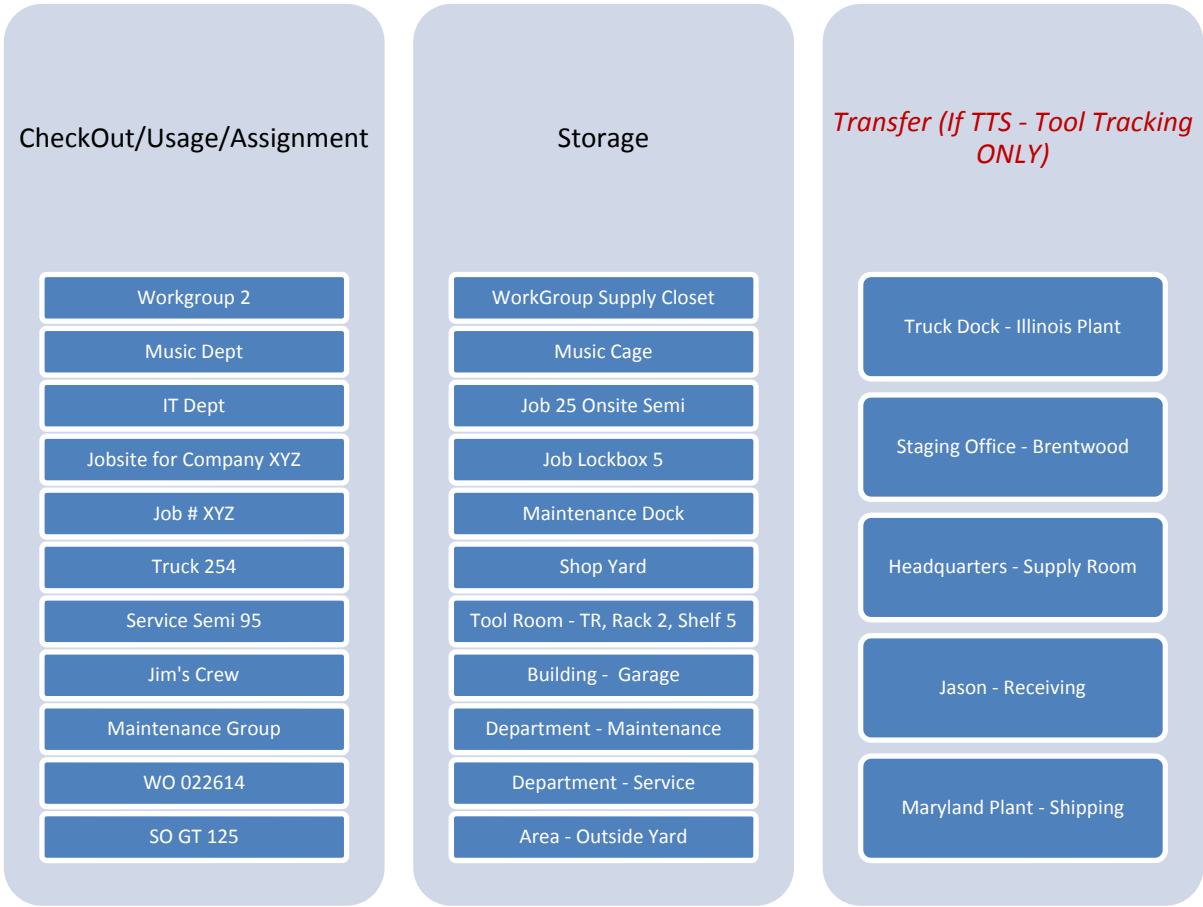 CheckOut/Usage/Assignment
Workgroup 2
Music Dept
IT Dept
Jobsite for Company XYZ
Job # XYZ
Truck 254
Service Semi 95
Jim's Crew
Maintenance Group
WO 022614
SO GT 125
Storage
WorkGroup Supply Closet
Music Cage
Job 25 Onsite Semi
Job Lockbox 5
Maintenance Dock
Shop Yard
Tool Room - TR, Rack 2, Shelf 5
Building -  Garage
Department - Maintenance
Department - Service
Area - Outside Yard
Transfer (If TTS - Tool Tracking
ONLY)
Truck Dock - Illinois Plant
Staging Office - Brentwood
Headquarters - Supply Room
Jason - Receiving
Maryland Plant - Shipping